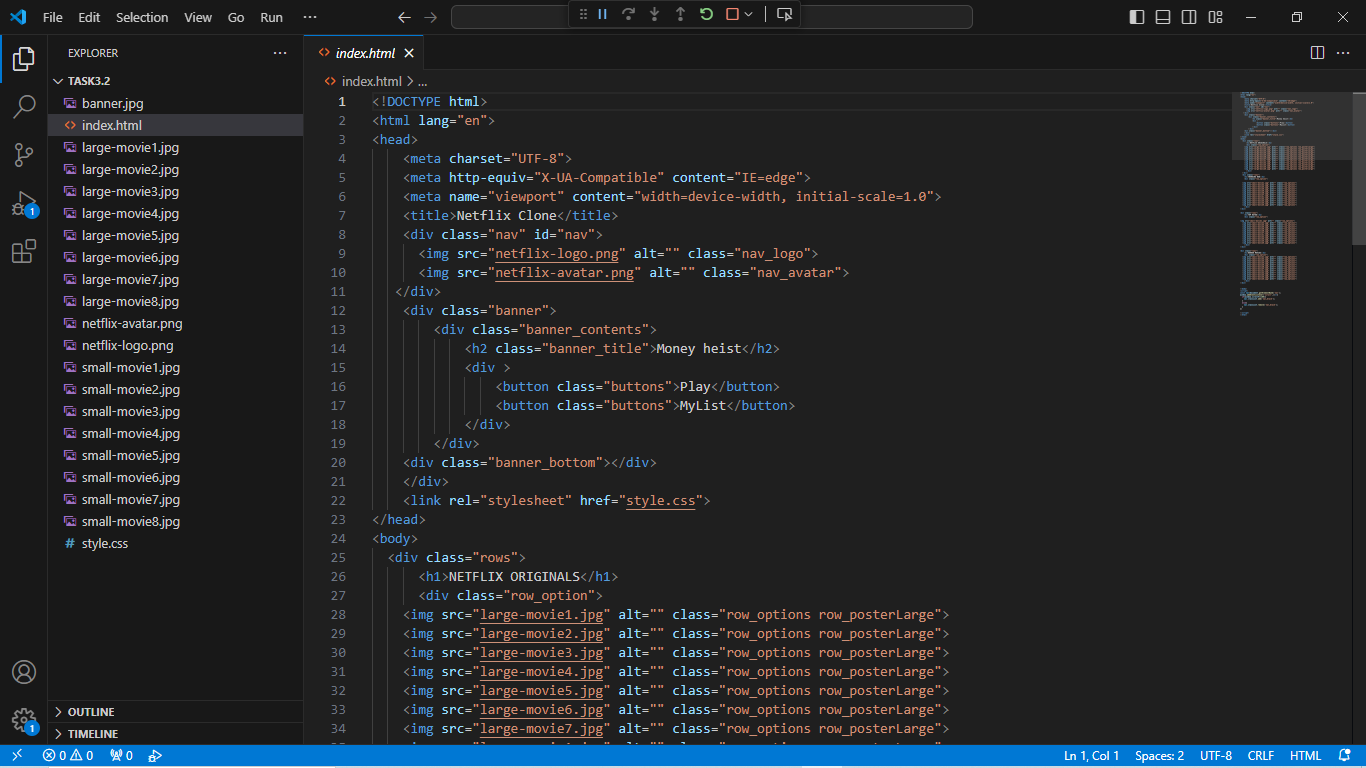 File Edit Selection View Go Run ···
EXPLORER ···
TASK3.2
banner.jpg
index.html
large-movie1.jpg
large-movie2.jpg
large-movie3.jpg
large-movie4.jpg
large-movie5.jpg
large-movie6.jpg
large-movie7.jpg
large-movie8.jpg
netflix-avatar.png
netflix-logo.png
small-movie1.jpg
small-movie2.jpg
small-movie3.jpg
small-movie4.jpg
small-movie5.jpg
small-movie6.jpg
small-movie7.jpg
small-movie8.jpg
# style.css
OUTLINE
TIMELINE
1
1
index.html
index.html > ...
1 <!DOCTYPE html>
2 <html lang="en">
3 <head>
4 <meta charset="UTF-8">
5 <meta http-equiv="X-UA-Compatible" content="IE=edge">
6 <meta name="viewport" content="width=device-width, initial-scale=1.0">
7 <title>Netflix Clone</title>
8 <div class="nav" id="nav">
9 <img src="netflix-logo.png" alt="" class="nav_logo">
10 <img src="netflix-avatar.png" alt="" class="nav_avatar">
11 </div>
12 <div class="banner">
13 <div class="banner_contents">
14 <h2 class="banner_title">Money heist</h2>
15 <div >
16 <button class="buttons">Play</button>
17 <button class="buttons">MyList</button>
18 </div>
19 </div>
20 <div class="banner_bottom"></div>
21 </div>
22 <link rel="stylesheet" href="style.css">
23 </head>
24 <body>
25 <div class="rows">
26 <h1>NETFLIX ORIGINALS</h1>
27 <div class="row_option">
28 <img src="large-movie1.jpg" alt="" class="row_options row_posterLarge">
29 <img src="large-movie2.jpg" alt="" class="row_options row_posterLarge">
30 <img src="large-movie3.jpg" alt="" class="row_options row_posterLarge">
31 <img src="large-movie4.jpg" alt="" class="row_options row_posterLarge">
32 <img src="large-movie5.jpg" alt="" class="row_options row_posterLarge">
33 <img src="large-movie6.jpg" alt="" class="row_options row_posterLarge">
34 <img src="large-movie7.jpg" alt="" class="row_options row_posterLarge">
0 0 0 Ln 1, Col 1 Spaces: 2 UTF-8 CRLF HTML